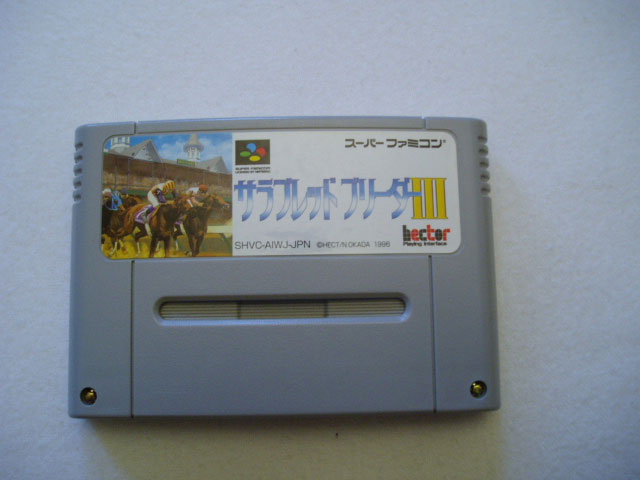 スーパーファミコン
サラブレッドブリーダーIII
SHVC-AIWJ-JPN ©HECT/N.OKADA 1996
hector
Playing Interface